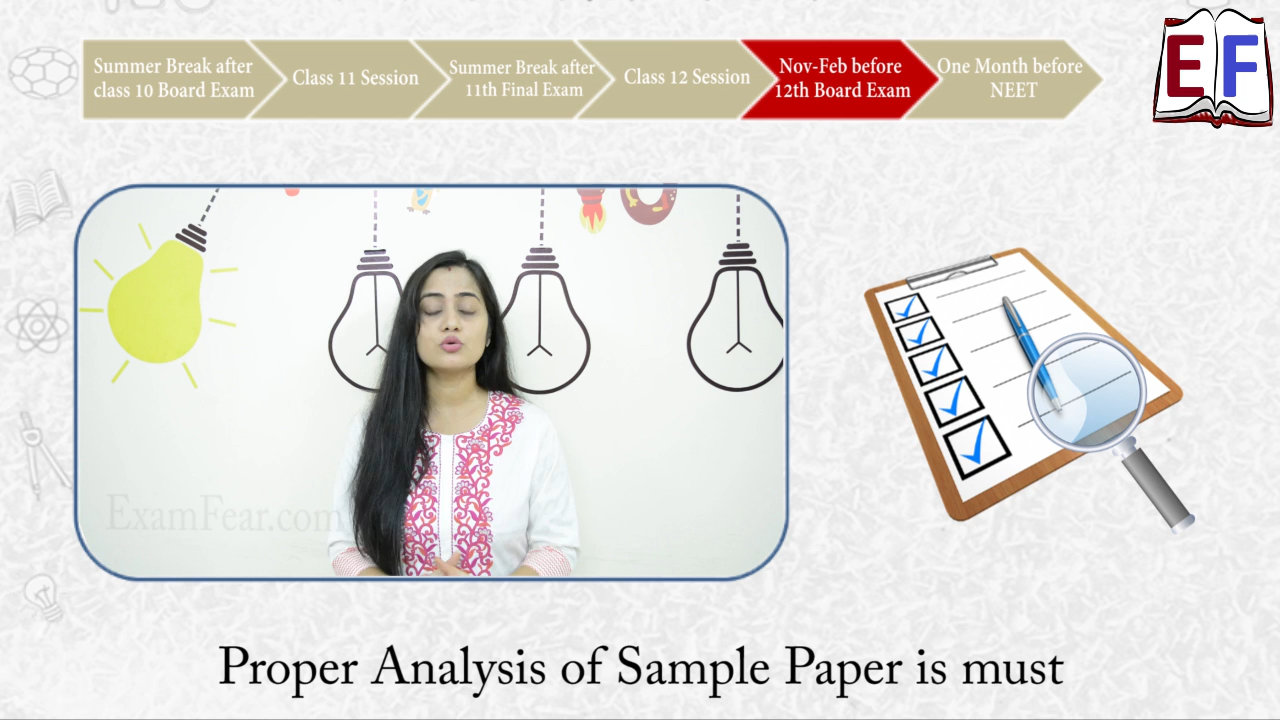 Summer Break after
class 10 Board Exam
Class 11 Session
Summer Break after
11th Final Exam
Class 12 Session
Nov-Feb before
12th Board Exam
One Month before
NEET
EF
ExamFear.com
Proper Analysis of Sample Paper is must